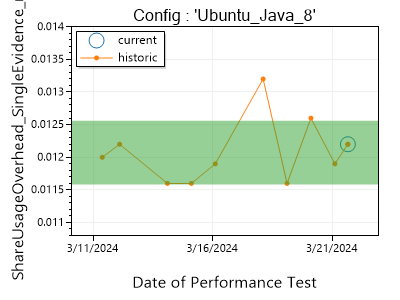 Config : 'Ubuntu_Java_8'
current
historic
ShareUsageOverhead_SingleEvidence_
0.014
0.0135
0.013
0.0125
0.012
0.0115
0.011
3/11/2024
3/16/2024
3/21/2024
Date of Performance Test